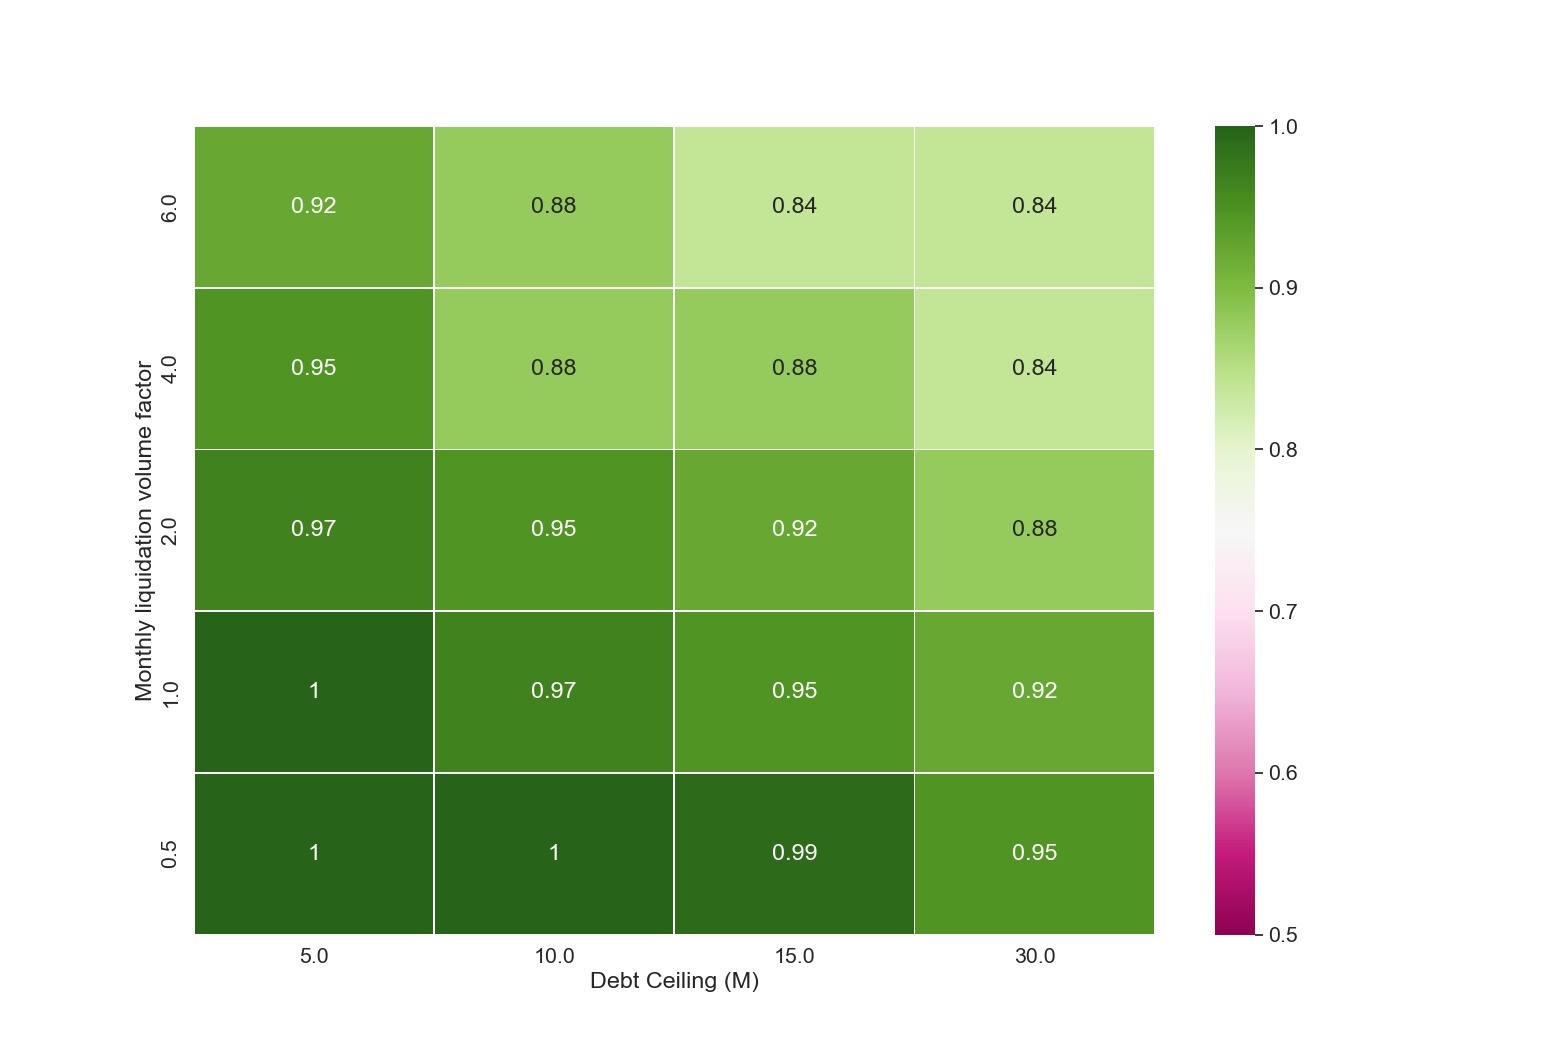 1.0
6.0 0.92 0.88 0.84 0.84
0.9
4.0 0.95 0.88 0.88 0.84
0.8
Monthly liquidation volume factor
2.0 0.97 0.95 0.92 0.88
0.7
1.0 1 0.97 0.95 0.92
0.6
0.5 1 1 0.99 0.95
0.5
5.0 10.0 15.0 30.0
Debt Ceiling (M)